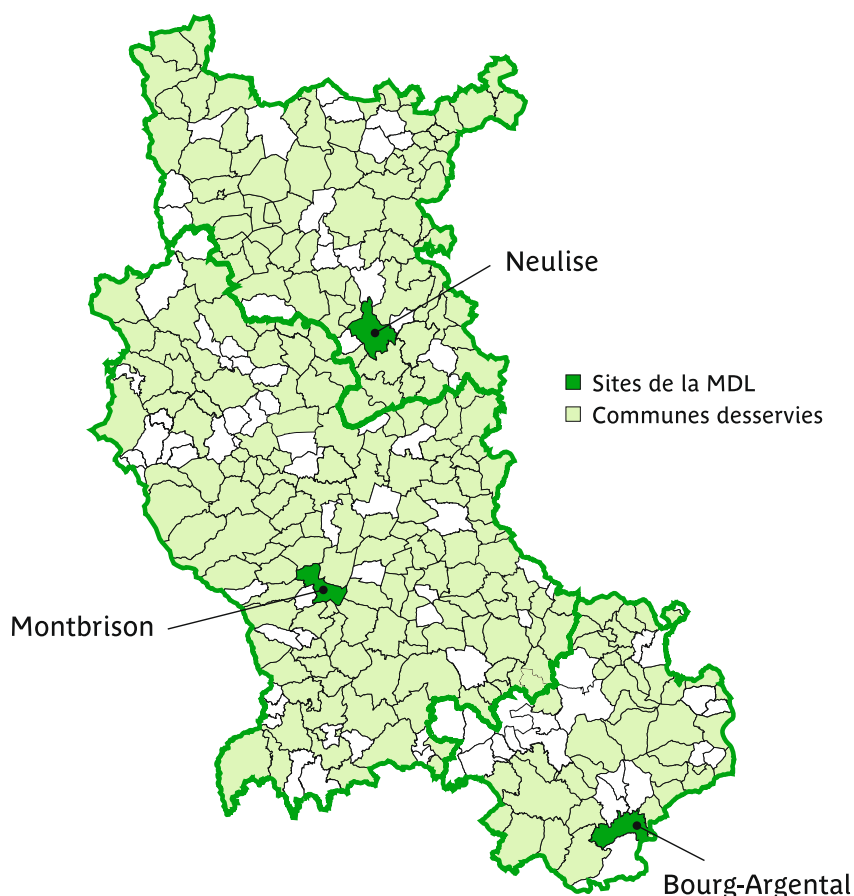 Neulise
Sites de la MDL
Communes desservies
Montbrison
Bourg-Argental